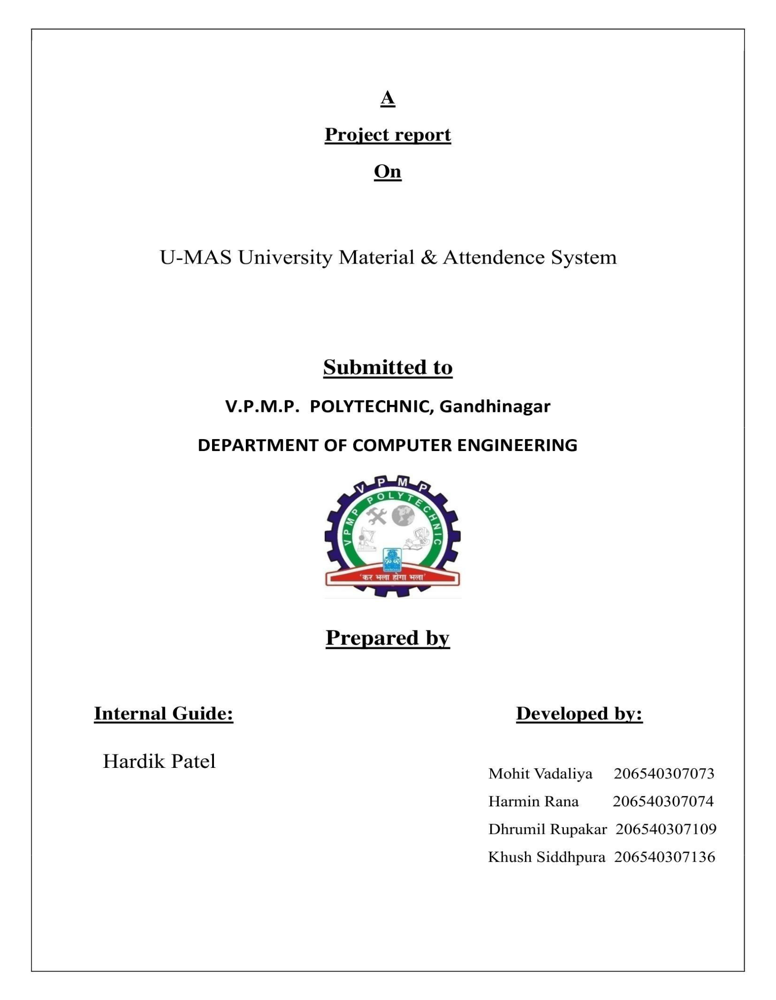 A
Project report
On
U-MAS University Material & Attendence System
Submitted to
V.P.M.P. POLYTECHNIC, Gandhinagar
DEPARTMENT OF COMPUTER ENGINEERING
V P M P
VPMP POLYTECHNIC
‘कर भला होगा भला’
Prepared by
Internal Guide:
Hardik Patel
Developed by:
Mohit Vadaliya 206540307073
Harmin Rana 206540307074
Dhrumil Rupakar 206540307109
Khush Siddhpura 206540307136